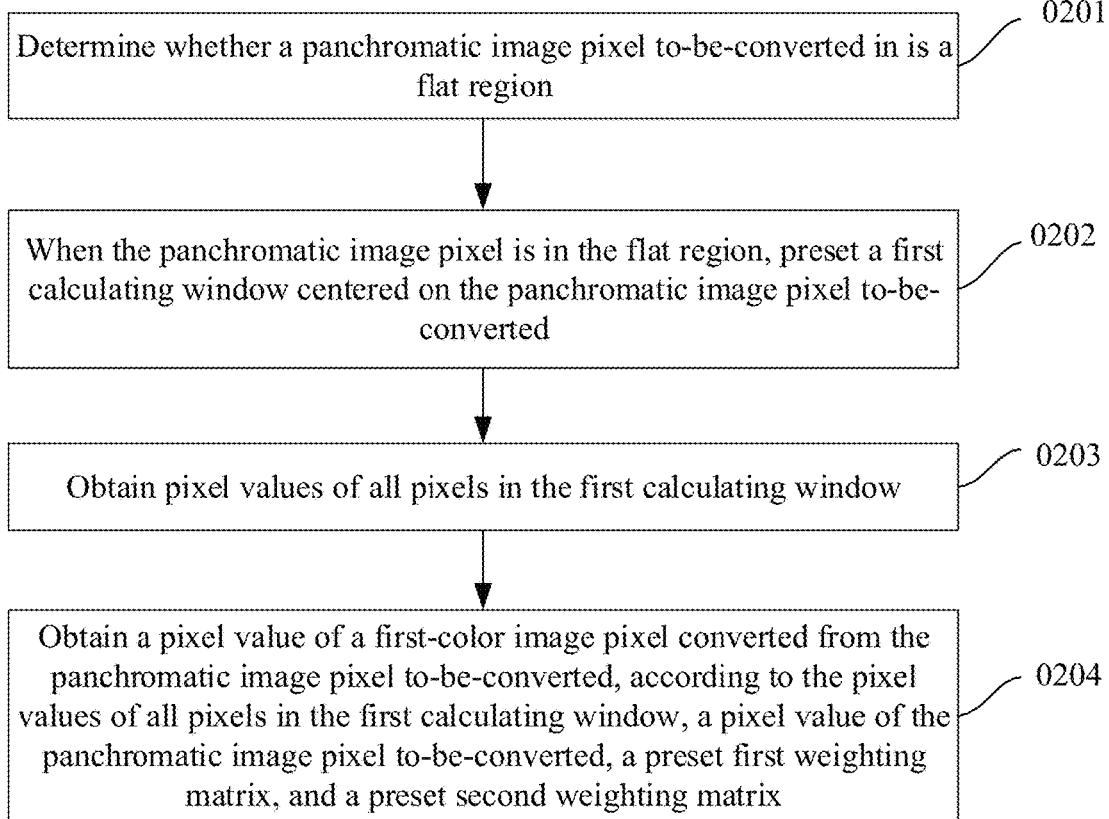 0201
Determine whether a panchromatic image pixel to-be-converted in is a
flat region
0202
When the panchromatic image pixel is in the flat region, preset a first
calculating window centered on the panchromatic image pixel to-be-
converted
0203
Obtain pixel values of all pixels in the first calculating window
Obtain a pixel value of a first-color image pixel converted from the
panchromatic image pixel to-be-converted, according to the pixel
0204
values of all pixels in the first calculating window, a pixel value of the
panchromatic image pixel to-be-converted, a preset first weighting
matrix, and a preset second weighting matrix